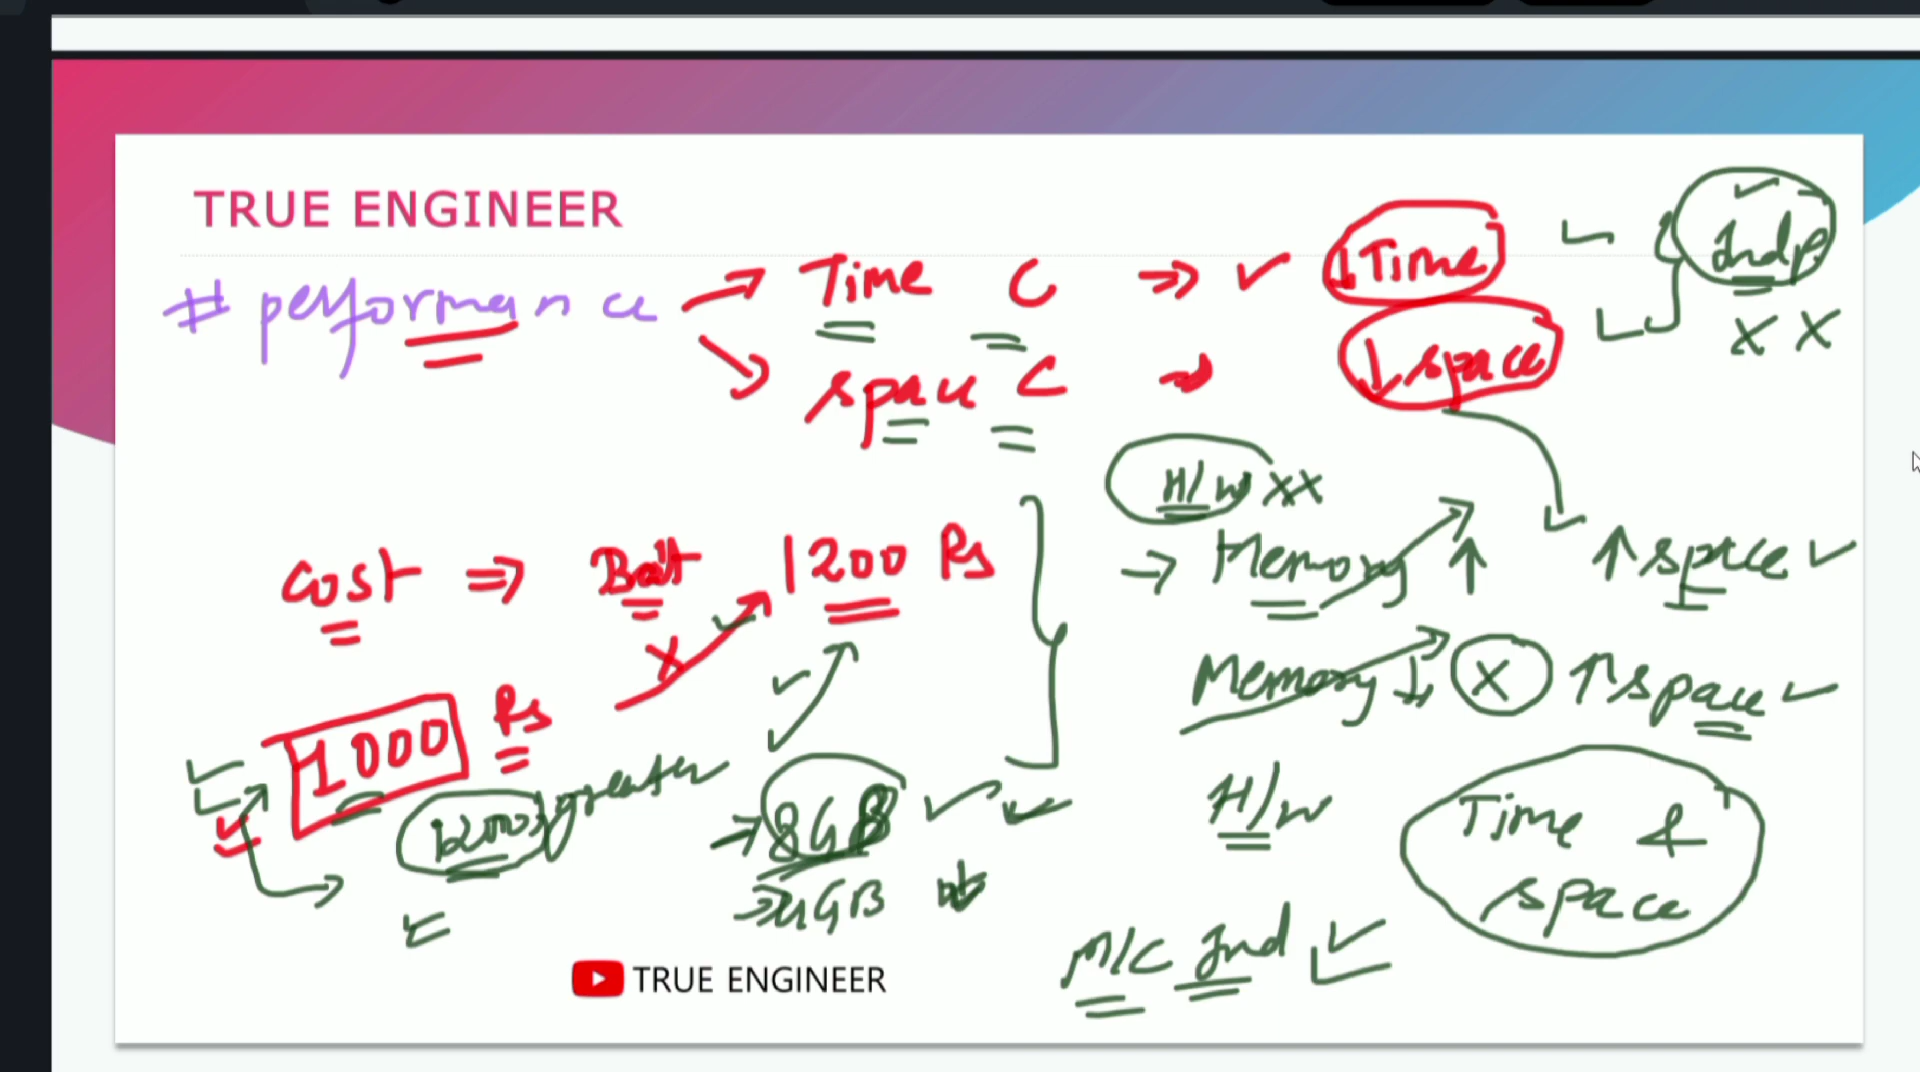 TRUE ENGINEER
# performance → Time C ⇒ ✓ ↓Time ✓ Indp
↘ space C ⇒ ↓ space ✓ X X
H/W XX
cost ⇒ Bat 1200 Rs
→ Memory ↑ ↑ space ✓
X
Memory ↓ X ↑ space ✓
1000 Rs
greater
→ 8GB ✓
H/W
Time &
space
→ 4GB
M/C Ind ✓
TRUE ENGINEER